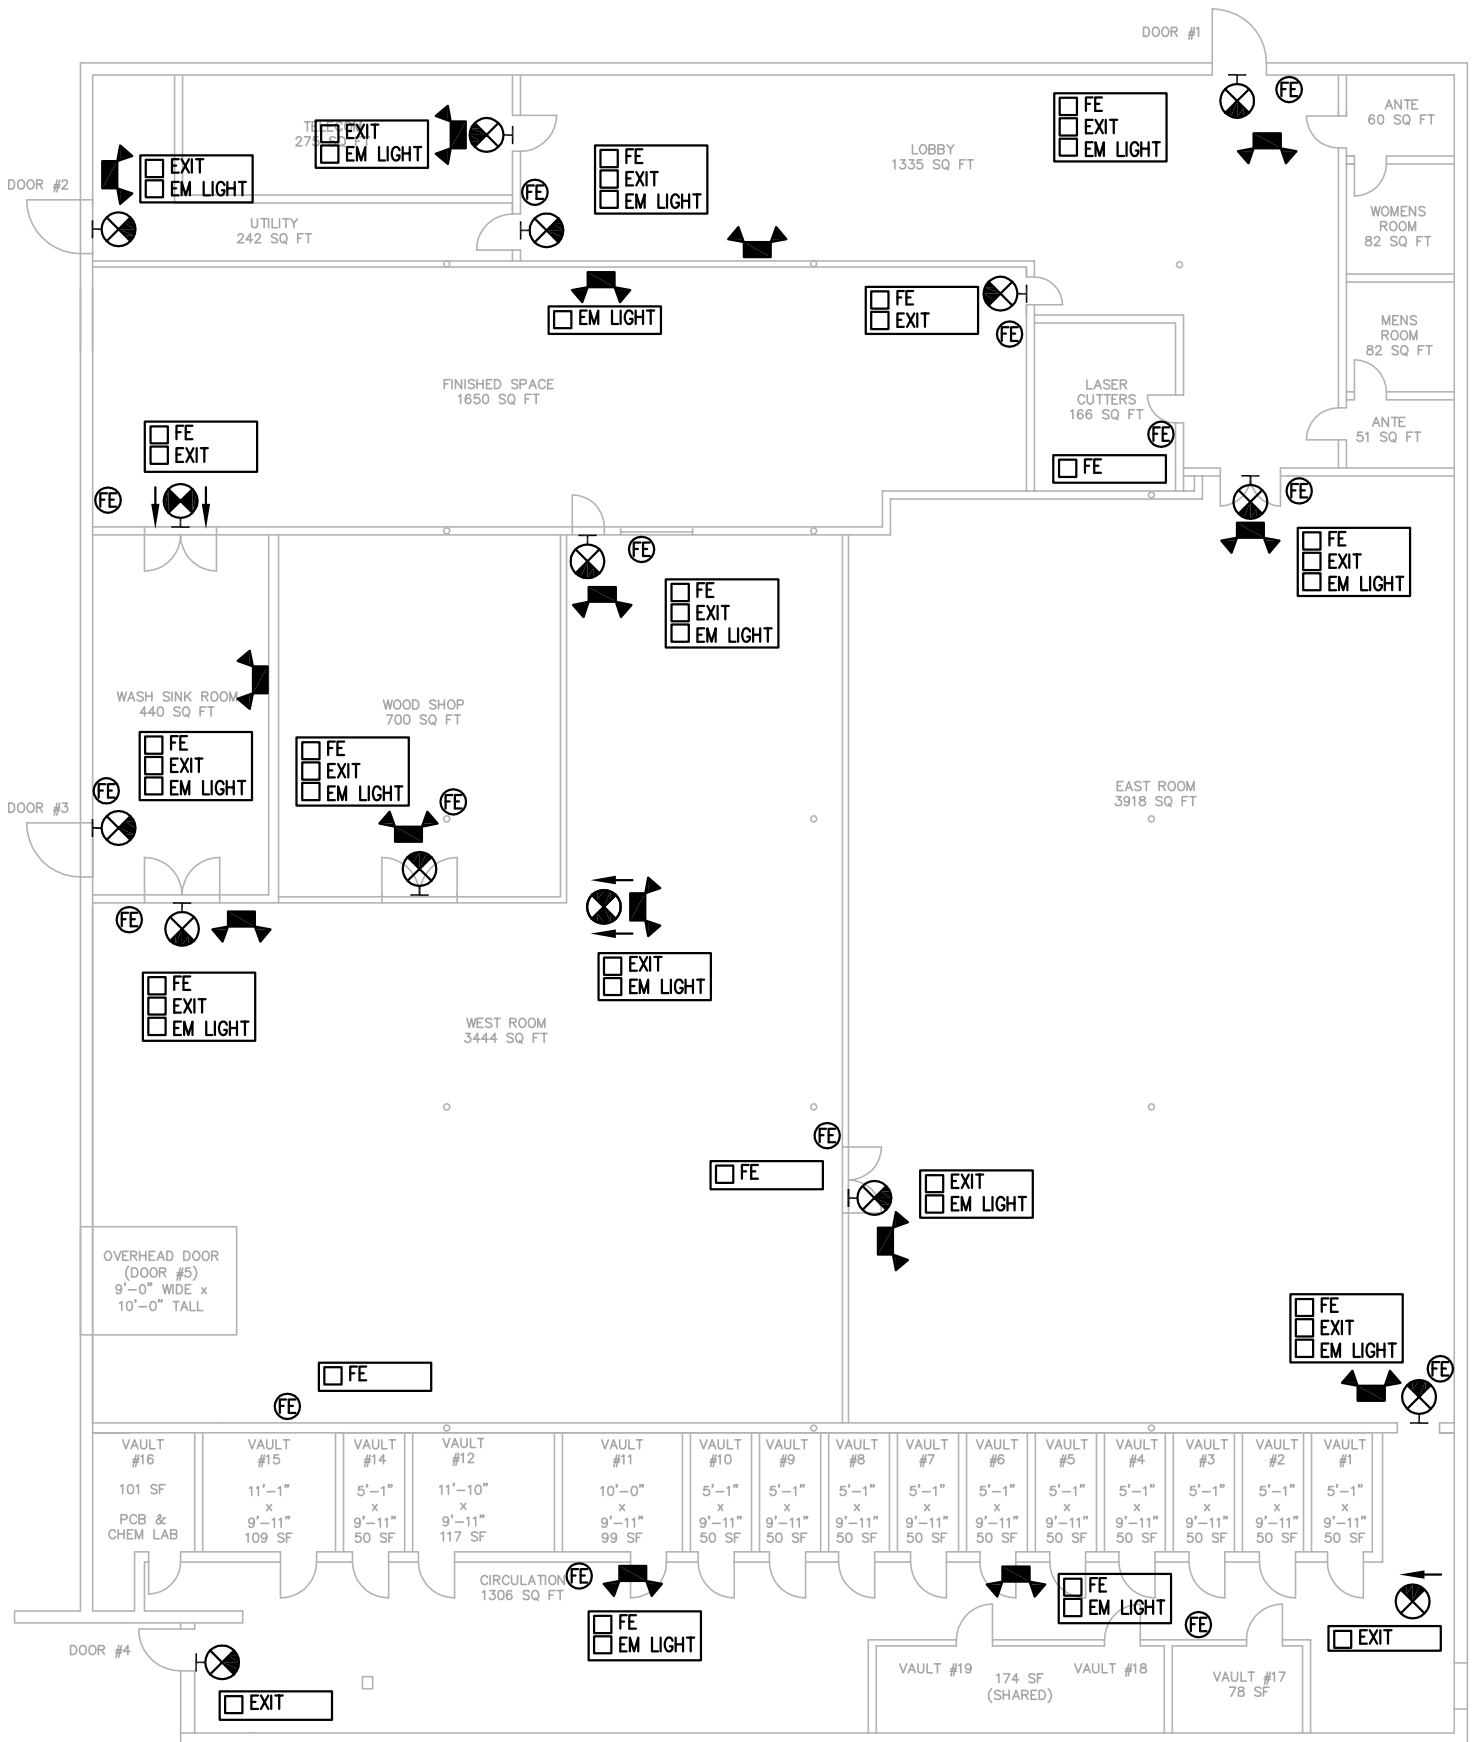 DOOR #1
FE
EXIT
EM LIGHT
FE
ANTE
60 SQ FT
TELECOM
275 SQ FT
EXIT
EM LIGHT
LOBBY
1335 SQ FT
FE
EXIT
EM LIGHT
EXIT
EM LIGHT
DOOR #2
FE
UTILITY
242 SQ FT
WOMENS
ROOM
82 SQ FT
EM LIGHT
FE
EXIT
FE
MENS
ROOM
82 SQ FT
FINISHED SPACE
1650 SQ FT
LASER
CUTTERS
166 SQ FT
FE
FE
ANTE
51 SQ FT
FE
EXIT
FE
FE
FE
EXIT
EM LIGHT
FE
FE
EXIT
EM LIGHT
WASH SINK ROOM
440 SQ FT
WOOD SHOP
700 SQ FT
FE
EXIT
EM LIGHT
FE
EXIT
EM LIGHT
FE
FE
DOOR #3
EAST ROOM
3918 SQ FT
FE
FE
EXIT
EM LIGHT
EXIT
EM LIGHT
WEST ROOM
3444 SQ FT
FE
FE
EXIT
EM LIGHT
OVERHEAD DOOR
(DOOR #5)
9'-0" WIDE x
10'-0" TALL
FE
EXIT
EM LIGHT
FE
FE
FE
VAULT
#16
101 SF
PCB &
CHEM LAB
VAULT
#15
11'-1"
x
9'-11"
109 SF
VAULT
#14
5'-1"
x
9'-11"
50 SF
VAULT
#12
11'-10"
x
9'-11"
117 SF
VAULT
#11
10'-0"
x
9'-11"
99 SF
VAULT
#10
5'-1"
x
9'-11"
50 SF
VAULT
#9
5'-1"
x
9'-11"
50 SF
VAULT
#8
5'-1"
x
9'-11"
50 SF
VAULT
#7
5'-1"
x
9'-11"
50 SF
VAULT
#6
5'-1"
x
9'-11"
50 SF
VAULT
#5
5'-1"
x
9'-11"
50 SF
VAULT
#4
5'-1"
x
9'-11"
50 SF
VAULT
#3
5'-1"
x
9'-11"
50 SF
VAULT
#2
5'-1"
x
9'-11"
50 SF
VAULT
#1
5'-1"
x
9'-11"
50 SF
CIRCULATION
1306 SQ FT
FE
FE
EM LIGHT
FE
EM LIGHT
FE
EXIT
DOOR #4
EXIT
VAULT #19
174 SF
(SHARED)
VAULT #18
VAULT #17
78 SF